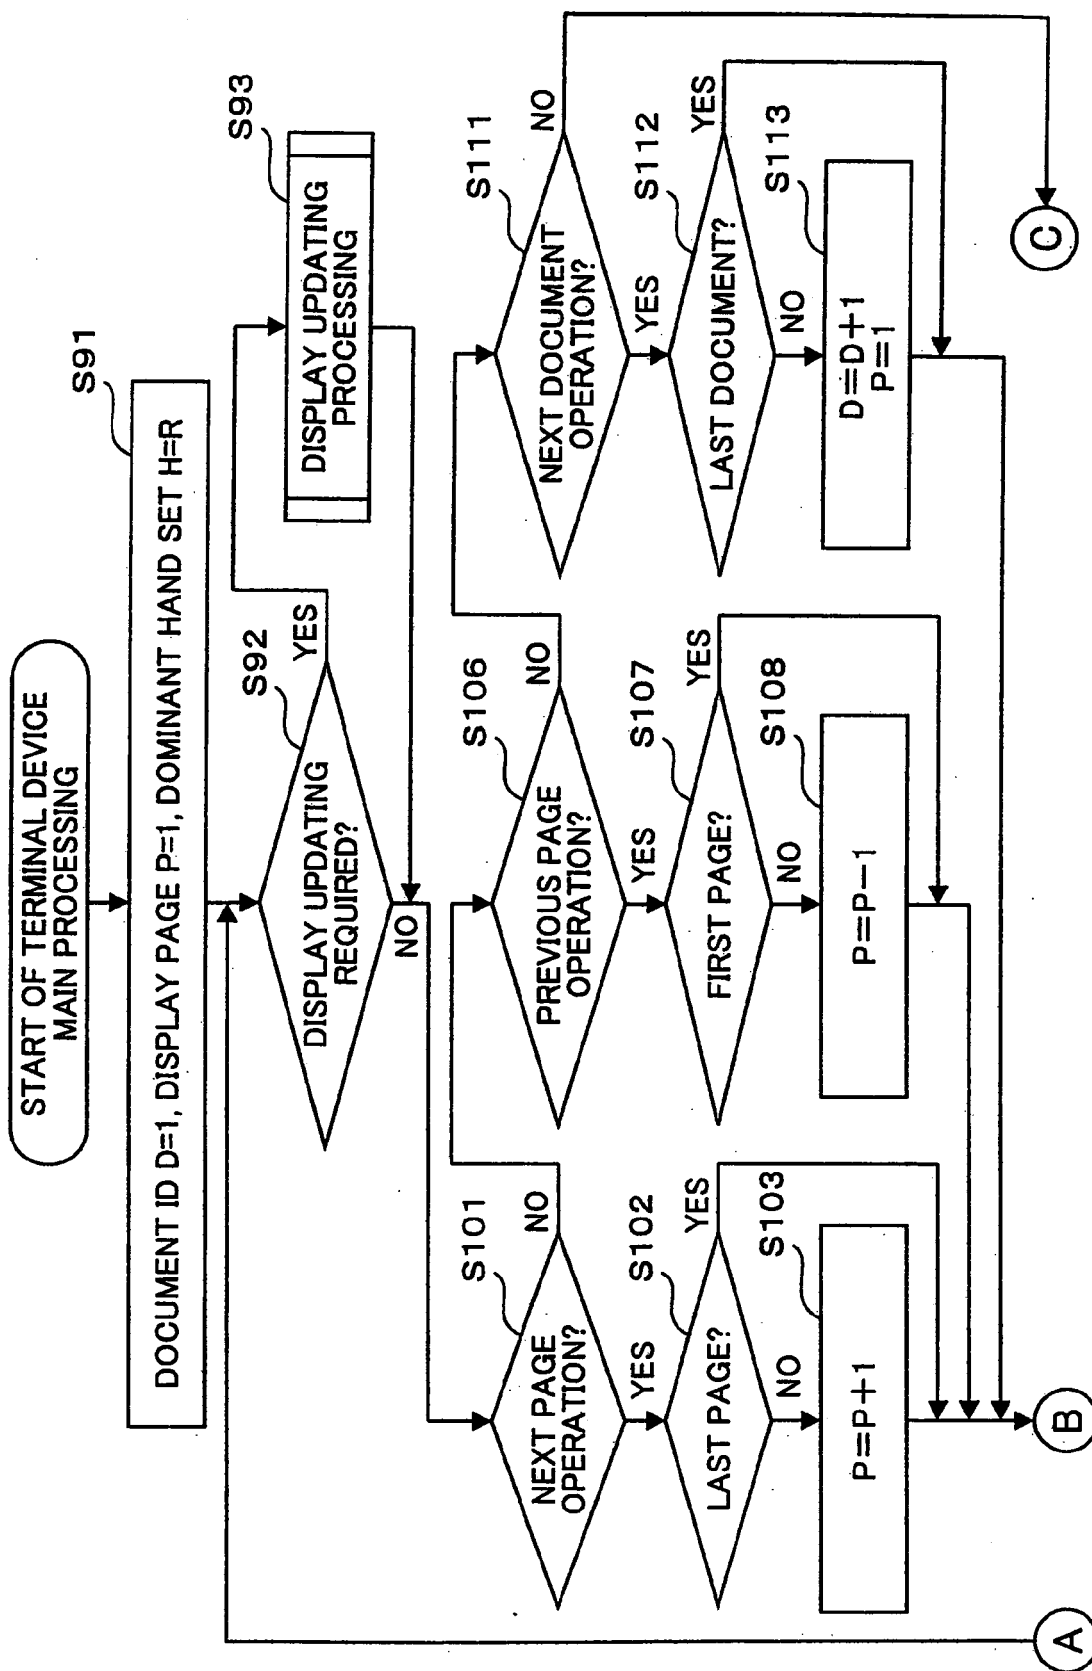 START OF TERMINAL DEVICE
MAIN PROCESSING
S91
DOCUMENT ID D=1, DISPLAY PAGE P=1, DOMINANT HAND SET H=R
S92
DISPLAY UPDATING
REQUIRED?
YES
NO
S93
DISPLAY UPDATING
PROCESSING
S101
NEXT PAGE
OPERATION?
NO
YES
S102
LAST PAGE?
YES
NO
S103
P=P+1
S106
PREVIOUS PAGE
OPERATION?
NO
YES
S107
FIRST PAGE?
YES
NO
S108
P=P-1
S111
NEXT DOCUMENT
OPERATION?
NO
YES
S112
LAST DOCUMENT?
YES
NO
S113
D=D+1
P=1
A
B
C